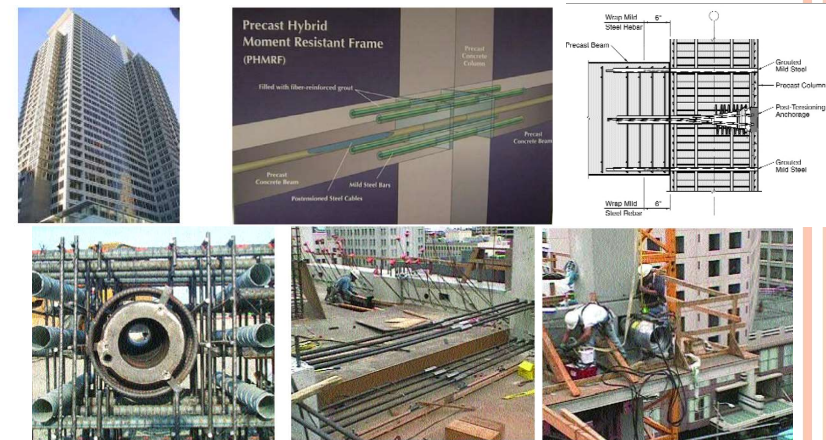 Precast Hybrid
Moment Resistant Frame
(PHMRF)
Precast
Concrete
Column
Filled with fiber-reinforced grout
Precast
Concrete Beam
Precast
Concrete Beam
Mild Steel Bars
Postensioned Steel Cables
Wrap Mild
Steel Rebar
6"
Precast Beam
Grouted
Mild Steel
Precast Column
Post-Tensioning
Anchorage
Grouted
Mild Steel
Wrap Mild
Steel Rebar
6"